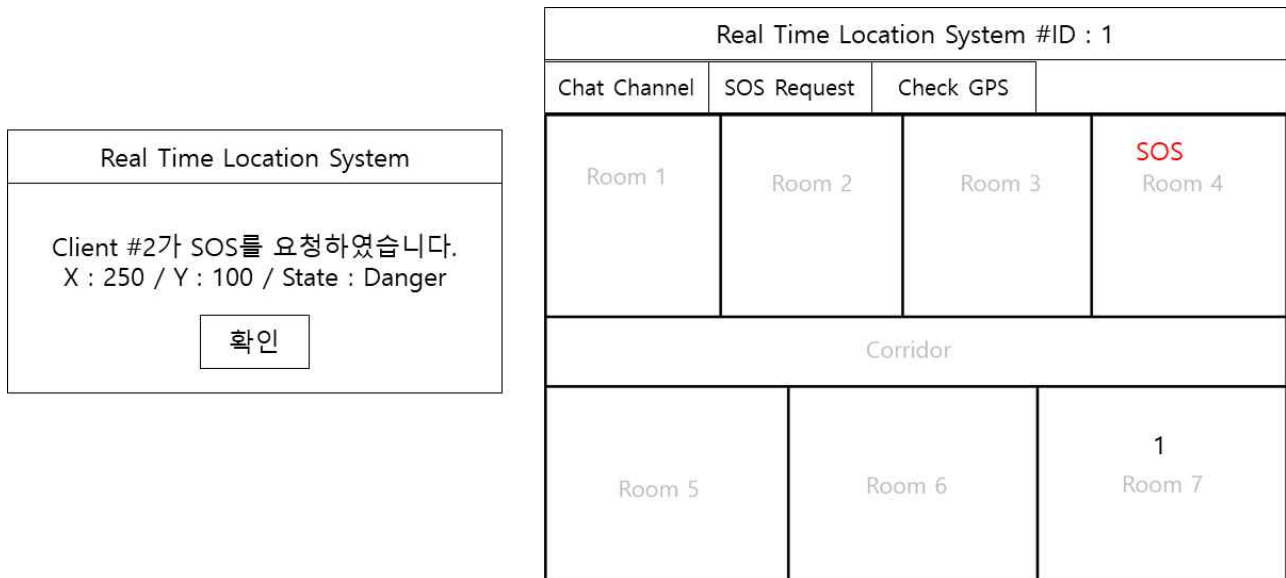 Real Time Location System
Client #2가 SOS를 요청하였습니다.
X : 250 / Y : 100 / State : Danger
확인
Real Time Location System #ID : 1
Chat Channel
SOS Request
Check GPS
Room 1
Room 2
Room 3
SOS
Room 4
Corridor
Room 5
Room 6
1
Room 7